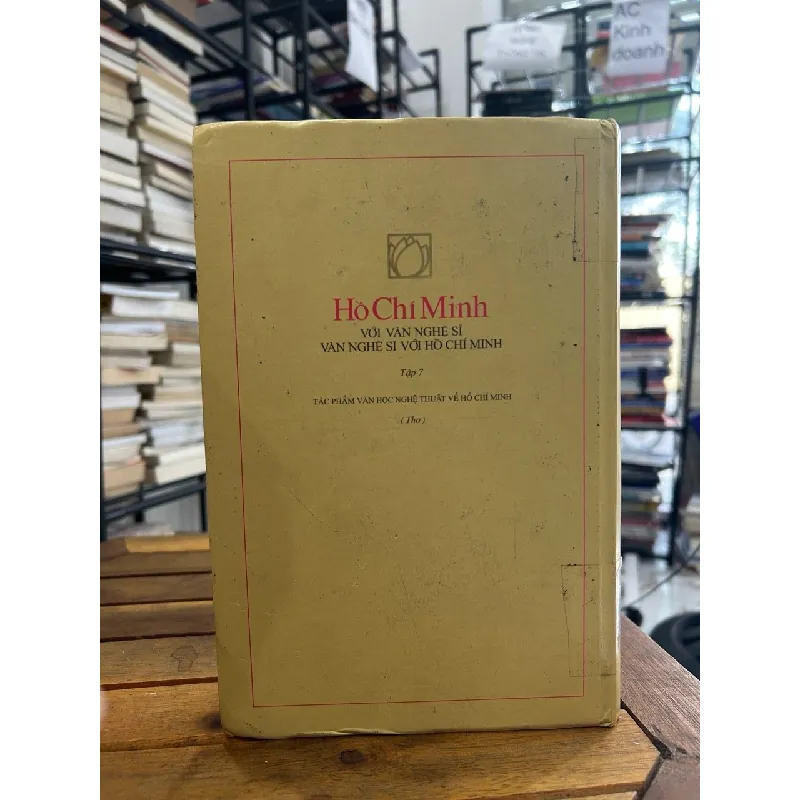 AC
Kinh
doanh
Hồ Chí Minh
VỚI VĂN NGHỆ SĨ
VĂN NGHỆ SĨ VỚI HỒ CHÍ MINH
Tập 7
TÁC PHẨM VĂN HỌC NGHỆ THUẬT VỀ HỒ CHÍ MINH
(Thơ)